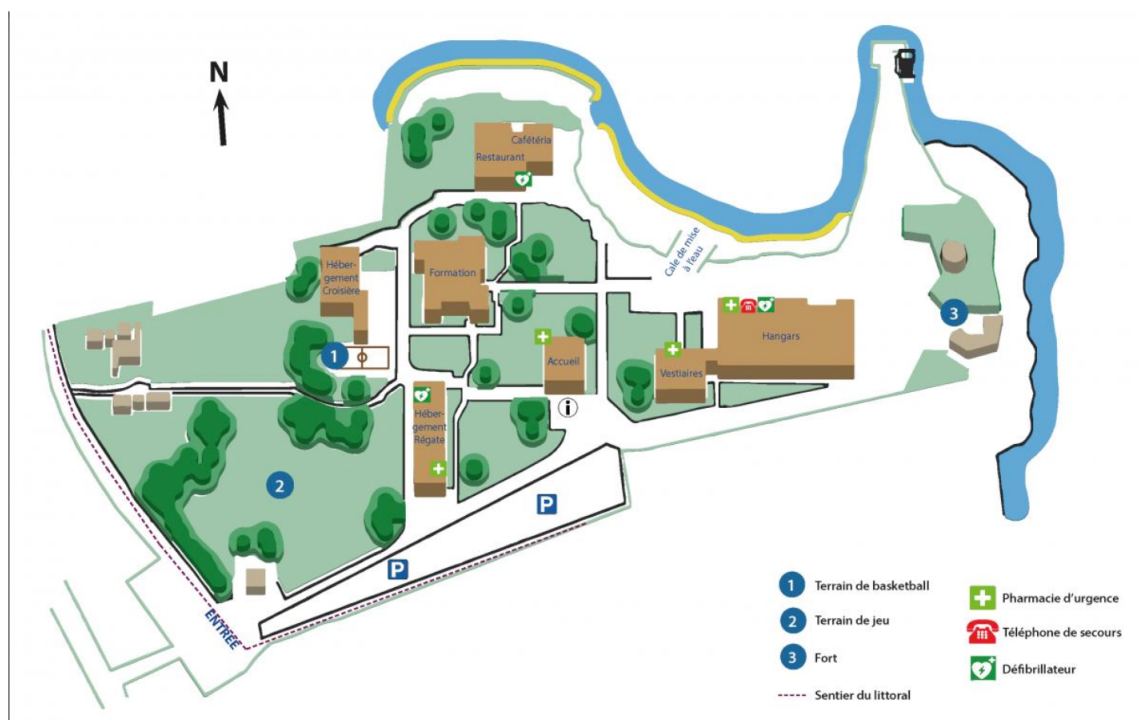 N
Cafétéria
Restaurant
Héber-
gement
Croisière
Formation
Cale de mise
à l'eau
3
Hangars
1
Accueil
Vestiaires
i
Héber-
gement
Régate
2
P
P
ENTRÉE
1 Terrain de basketball
2 Terrain de jeu
3 Fort
Sentier du littoral
Pharmacie d'urgence
Téléphone de secours
Défibrillateur